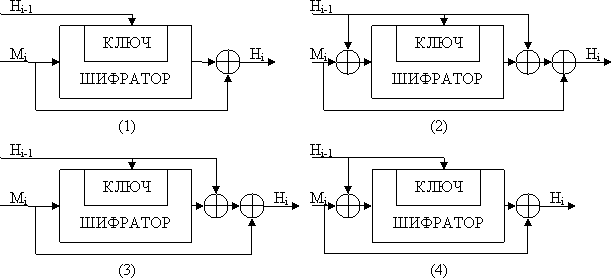 Hi-1 Hi-1
КЛЮЧ КЛЮЧ
Mi Hi Mi Hi
ШИФРАТОР ШИФРАТОР
(1) (2)
Hi-1 Hi-1
КЛЮЧ КЛЮЧ
Mi Hi Mi Hi
ШИФРАТОР ШИФРАТОР
(3) (4)